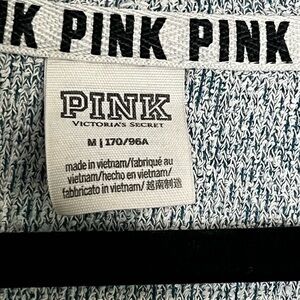 K PINK PINK
PINK
VICTORIA'S SECRET
M | 170/96A
made in vietnam/fabriqué au
vietnam/hecho en vietnam/
fabbricato in vietnam/ 越南制造